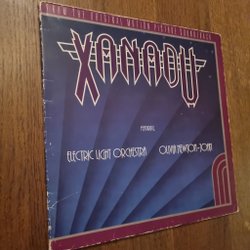 FROM THE ORIGINAL MOTION PICTURE SOUNDTRACK
XANADU
FEATURING
ELECTRIC LIGHT ORCHESTRA OLIVIA NEWTON-JOHN